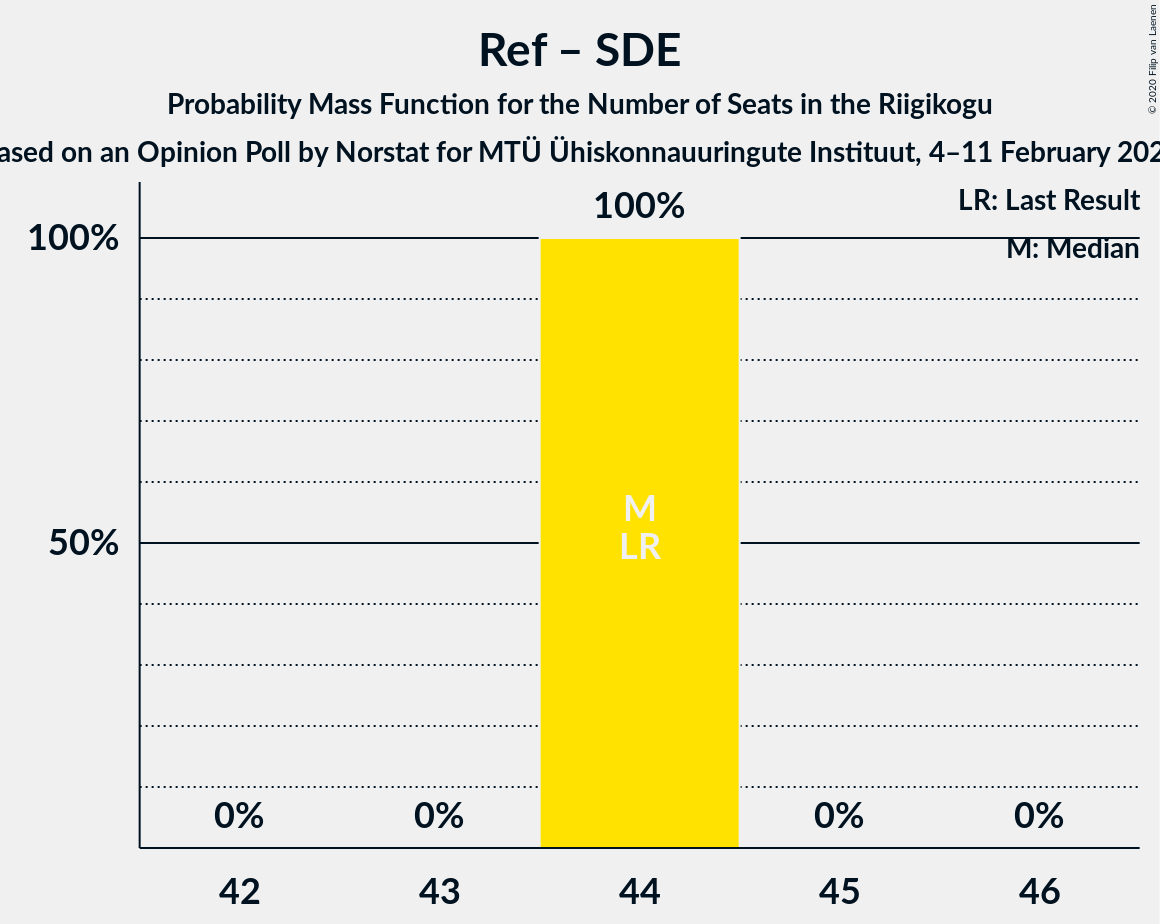 Ref – SDE
Probability Mass Function for the Number of Seats in the Riigikogu
ased on an Opinion Poll by Norstat for MTÜ Ühiskonnauuringute Instituut, 4–11 February 202
© 2020 Filip van Laenen
LR: Last Result
M: Median
100%
100%
M
LR
50%
0%
0%
0%
0%
42
43
44
45
46